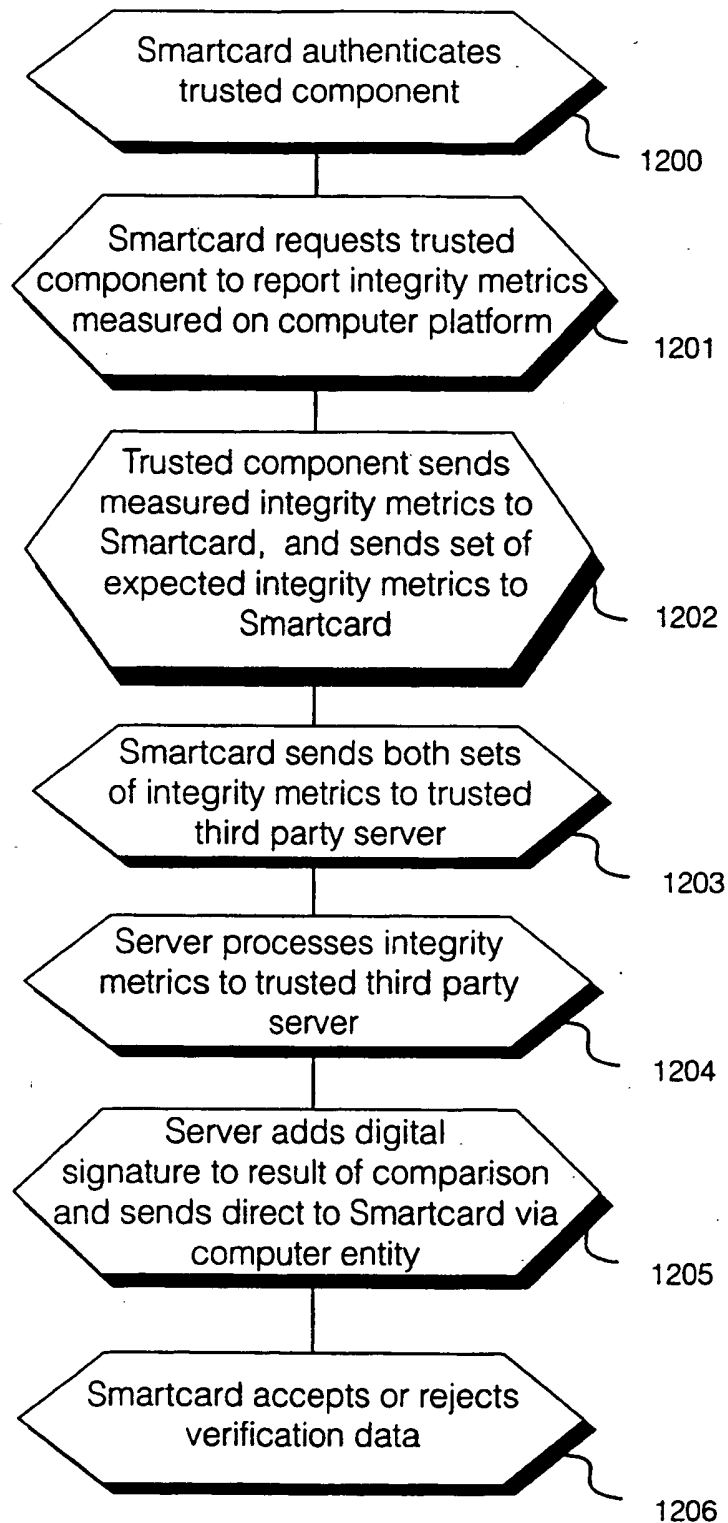 Smartcard authenticates
trusted component
1200
Smartcard requests trusted
component to report integrity metrics
measured on computer platform
1201
Trusted component sends
measured integrity metrics to
Smartcard, and sends set of
expected integrity metrics to
Smartcard
1202
Smartcard sends both sets
of integrity metrics to trusted
third party server
1203
Server processes integrity
metrics to trusted third party
server
1204
Server adds digital
signature to result of comparison
and sends direct to Smartcard via
computer entity
1205
Smartcard accepts or rejects
verification data
1206